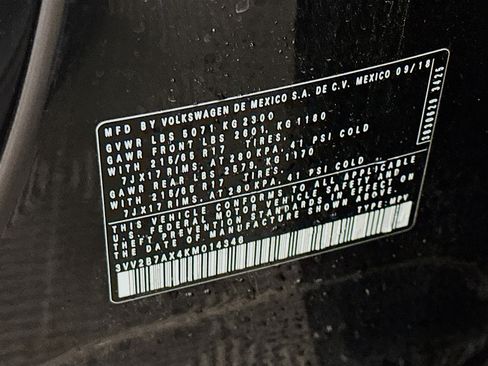 MFD BY VOLKSWAGEN DE MEXICO S.A. DE C.V. MEXICO 09/18
GVWR LBS 5071 KG 2300
GAWR FRONT LBS 2601, KG 1180
WITH 215/65 R17 TIRES,
7JX17 RIMS, AT 280 KPA, 41 PSI COLD
GAWR REAR LBS 2579, KG 1170
WITH 215/65 R17 TIRES,
7JX17 RIMS, AT 280 KPA, 41 PSI COLD
THIS VEHICLE CONFORMS TO ALL APPLICABLE
U.S. FEDERAL MOTOR VEHICLE SAFETY AND
THEFT PREVENTION STANDARDS IN EFFECT ON
THE DATE OF MANUFACTURE SHOWN ABOVE
3VV2B7AX4KM014340 TYPE: MPV
3425